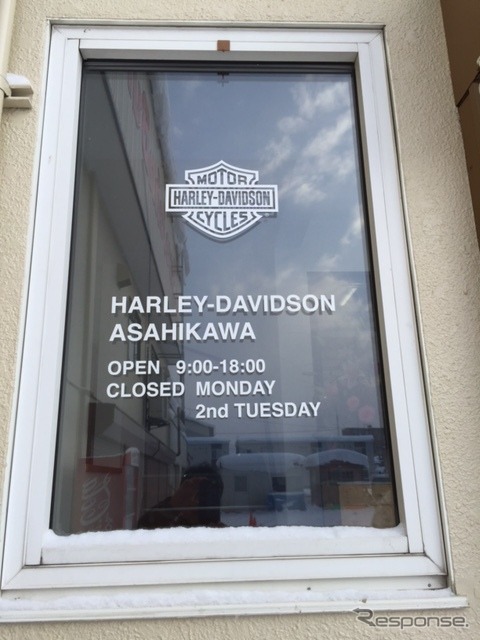 MOTOR
HARLEY-DAVIDSON
CYCLES
HARLEY-DAVIDSON
ASAHIKAWA
OPEN 9:00-18:00
CLOSED MONDAY
2nd TUESDAY
Response.